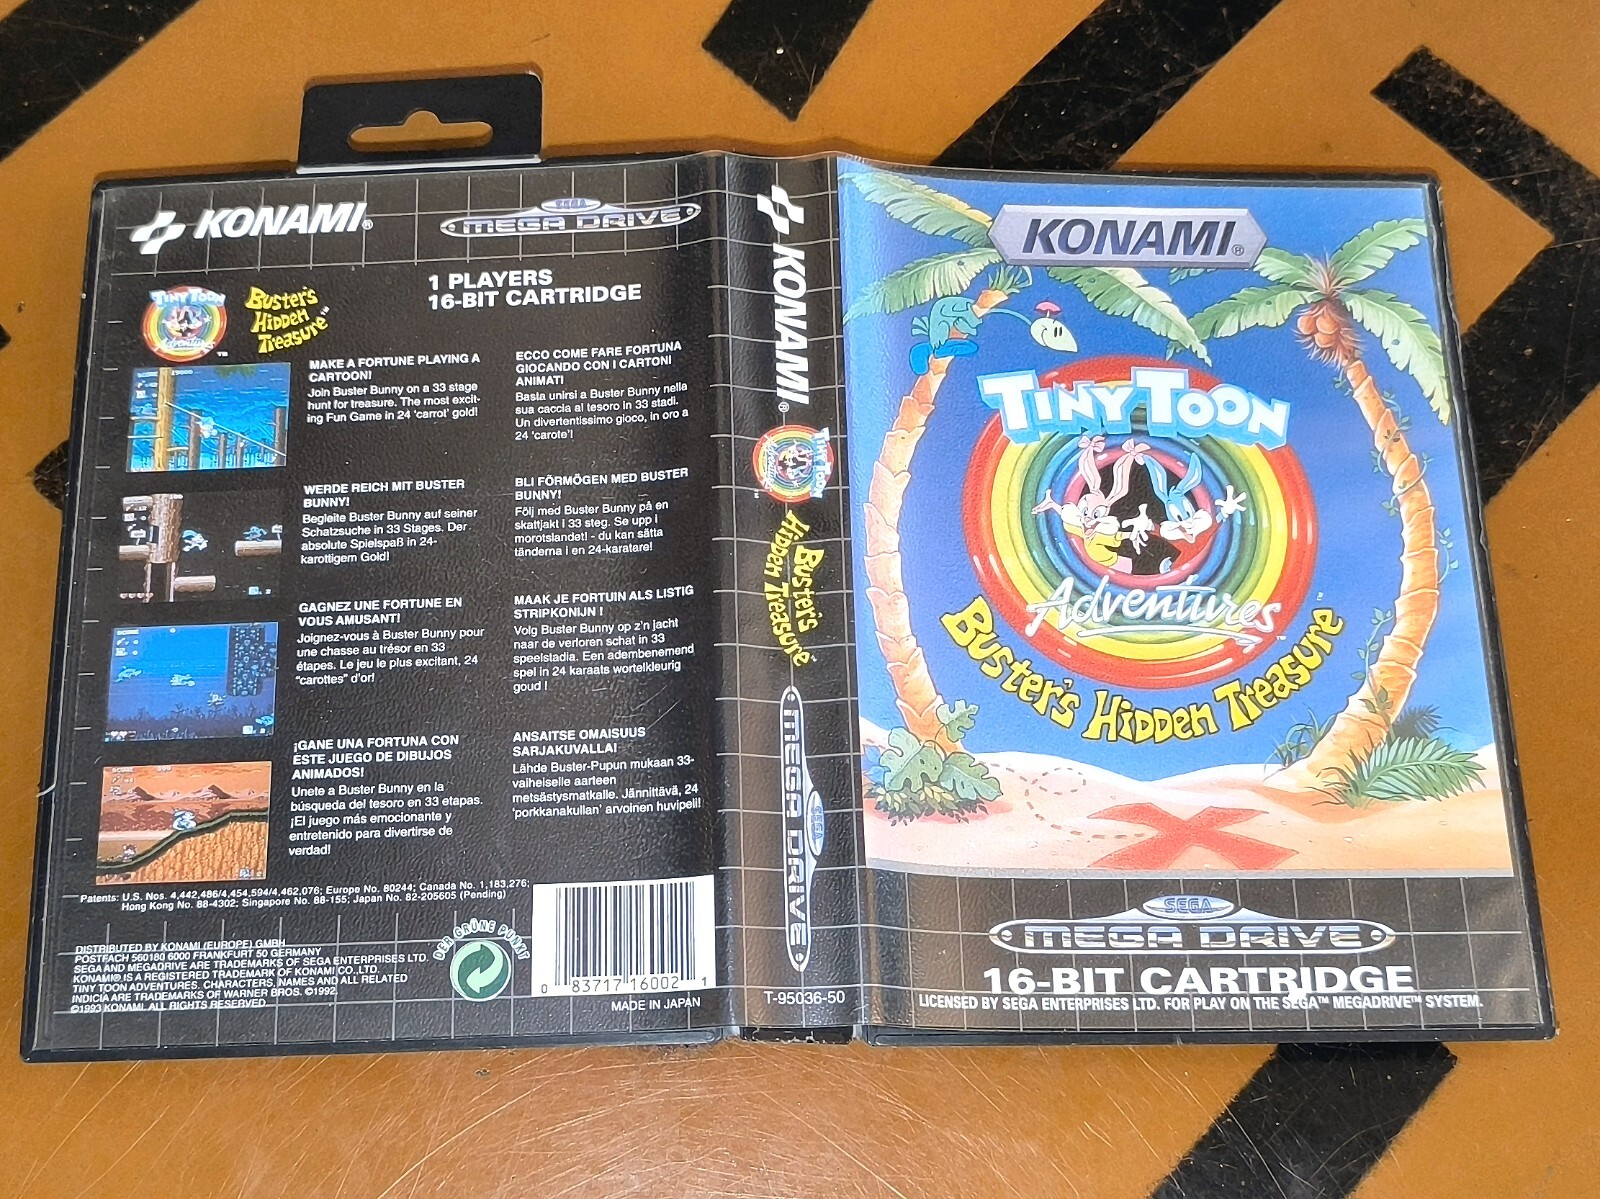 KONAMI®
SEGA
MEGA DRIVE
1 PLAYERS
16-BIT CARTRIDGE
TINY TOON
Adventures
TM
BUSTER'S
HIDDEN
TREASURE™
MAKE A FORTUNE PLAYING A
CARTOON!
Join Buster Bunny on a 33 stage
hunt for treasure. The most excit-
ing Fun Game in 24 'carrot' gold!
WERDE REICH MIT BUSTER
BUNNY!
Begleite Buster Bunny auf seiner
Schatzsuche in 33 Stages. Der
absolute Spielspaß in 24-
karottigem Gold!
GAGNEZ UNE FORTUNE EN
VOUS AMUSANT!
Joignez-vous à Buster Bunny pour
une chasse au trésor en 33
étapes. Le jeu le plus excitant, 24
"carottes" d'or!
¡GANE UNA FORTUNA CON
ESTE JUEGO DE DIBUJOS
ANIMADOS!
Unete a Buster Bunny en la
búsqueda del tesoro en 33 etapas.
¡El juego más emocionante y
entretenido para divertirse de
verdad!
ECCO COME FARE FORTUNA
GIOCANDO CON I CARTONI
ANIMATI
Basta unirsi a Buster Bunny nella
sua caccia al tesoro in 33 stadi.
Un divertentissimo gioco, in oro a
24 'carote'!
BLI FÖRMÖGEN MED BUSTER
BUNNY!
Följ med Buster Bunny på en
skattjakt i 33 steg. Se upp i
morotslandet! - du kan sätta
tänderna i en 24-karatare!
MAAK JE FORTUIN ALS LISTIG
STRIPKONIJN !
Volg Buster Bunny op z'n jacht
naar de verloren schat in 33
speelstadia. Een adembenemend
spel in 24 karaats wortelkleurig
goud !
ANSAITSE OMAISUUS
SARJAKUVALLA!
Lähde Buster-Pupun mukaan 33-
vaiheiselle aarteen
metsästysmatkalle. Jännittävä, 24
'porkkanakullan' arvoinen huvipeli!
Patents: U.S. Nos. 4,442,486/4,454,594/4,462,076; Europe No. 80244; Canada No. 1,183,276;
Hong Kong No. 88-4302; Singapore No. 88-155; Japan No. 82-205605 (Pending)
DISTRIBUTED BY KONAMI (EUROPE) GMBH
POSTFACH 560180 6000 FRANKFURT 50 GERMANY
SEGA AND MEGADRIVE ARE TRADEMARKS OF SEGA ENTERPRISES LTD.
KONAMI® IS A REGISTERED TRADEMARK OF KONAMI CO.,LTD
TINY TOON ADVENTURES. CHARACTERS, NAMES AND ALL RELATED
INDICIA ARE TRADEMARKS OF WARNER BROS. ©1992.
©1993 KONAMI. ALL RIGHTS RESERVED
DER GRÜNE PUNKT
0 83717 16002 1
MADE IN JAPAN
KONAMI®
TINY TOON
Adventures
TM
BUSTER'S
HIDDEN TREASURE™
SEGA
MEGA DRIVE
T-95036-50
KONAMI®
TINY TOON
Adventures™
BUSTER'S HIDDEN TREASURE™
SEGA
MEGA DRIVE
16-BIT CARTRIDGE
LICENSED BY SEGA ENTERPRISES LTD. FOR PLAY ON THE SEGA™ MEGADRIVE™ SYSTEM.